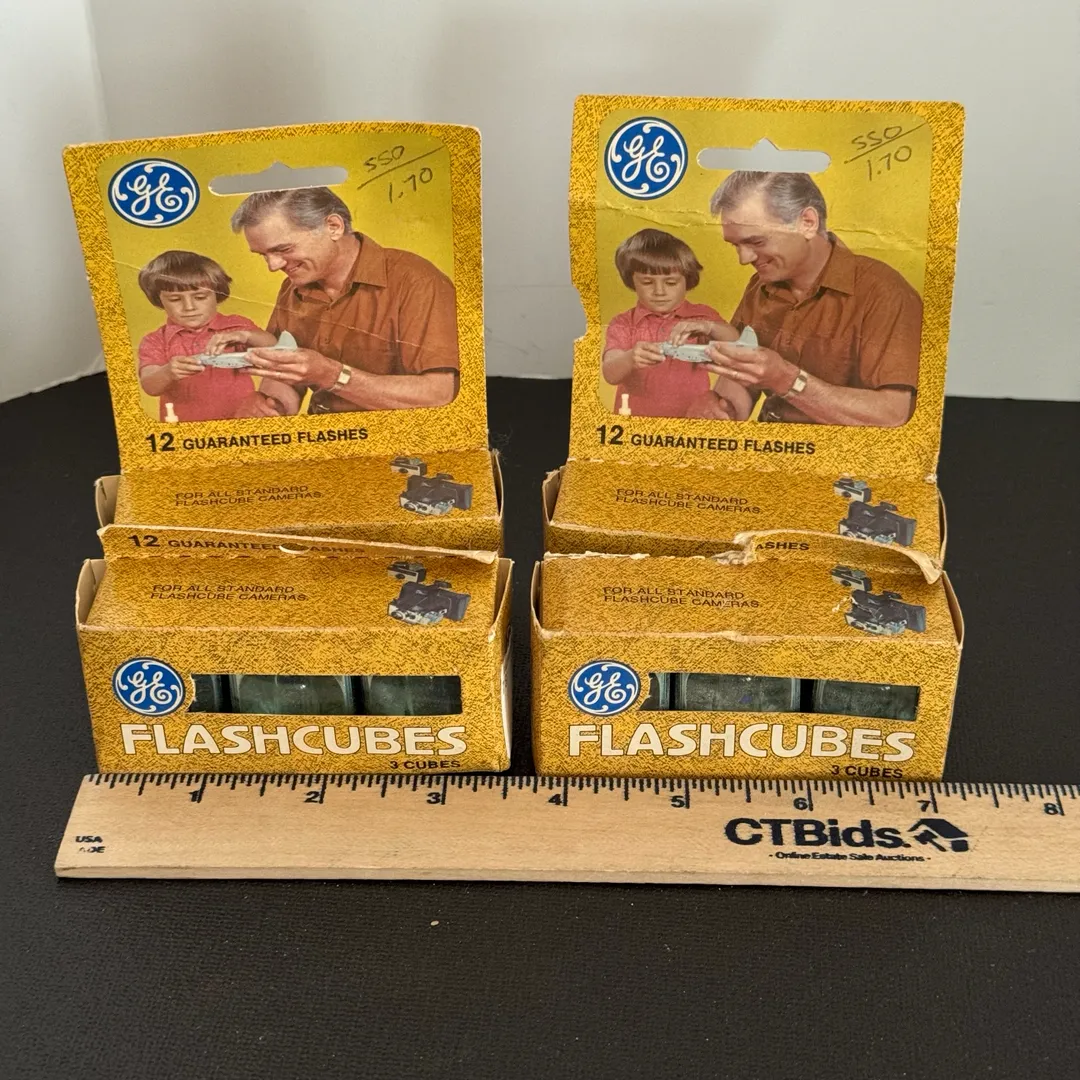 GE
SSO
1.70
12 GUARANTEED FLASHES
FOR ALL STANDARD
FLASHCUBE CAMERAS
GE
SSO
1.70
12 GUARANTEED FLASHES
FOR ALL STANDARD
FLASHCUBE CAMERAS.
12 GUARANTEED FLASHES
FOR ALL STANDARD
FLASHCUBE CAMERAS.
GE
FLASHCUBES
3 CUBES
FOR ALL STANDARD
FLASHCUBE CAMERAS.
GE
FLASHCUBES
3 CUBES
1 2 3 4 5 6 7 8
USA
CTBids
- Online Estate Sale Auctions -